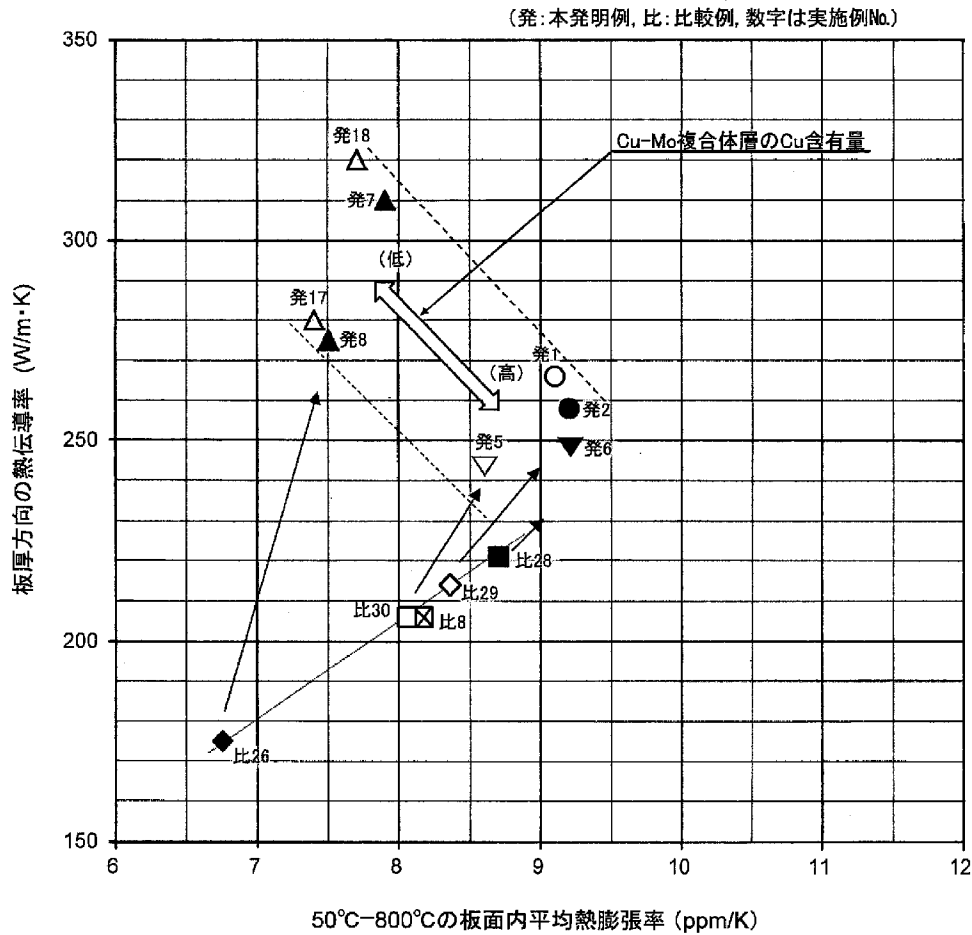 (発:本発明例, 比:比較例, 数字は実施例No.)
350
発18
Cu-Mo複合体層のCu含有量
発7
300
(低)
発17
発8
発1
(高)
発2
250
発5
発6
比28
比29
比30
比8
200
比26
150
6 7 8 9 10 11 12
板厚方向の熱伝導率 (W/m・K)
50℃-800℃の板面内平均熱膨張率 (ppm/K)